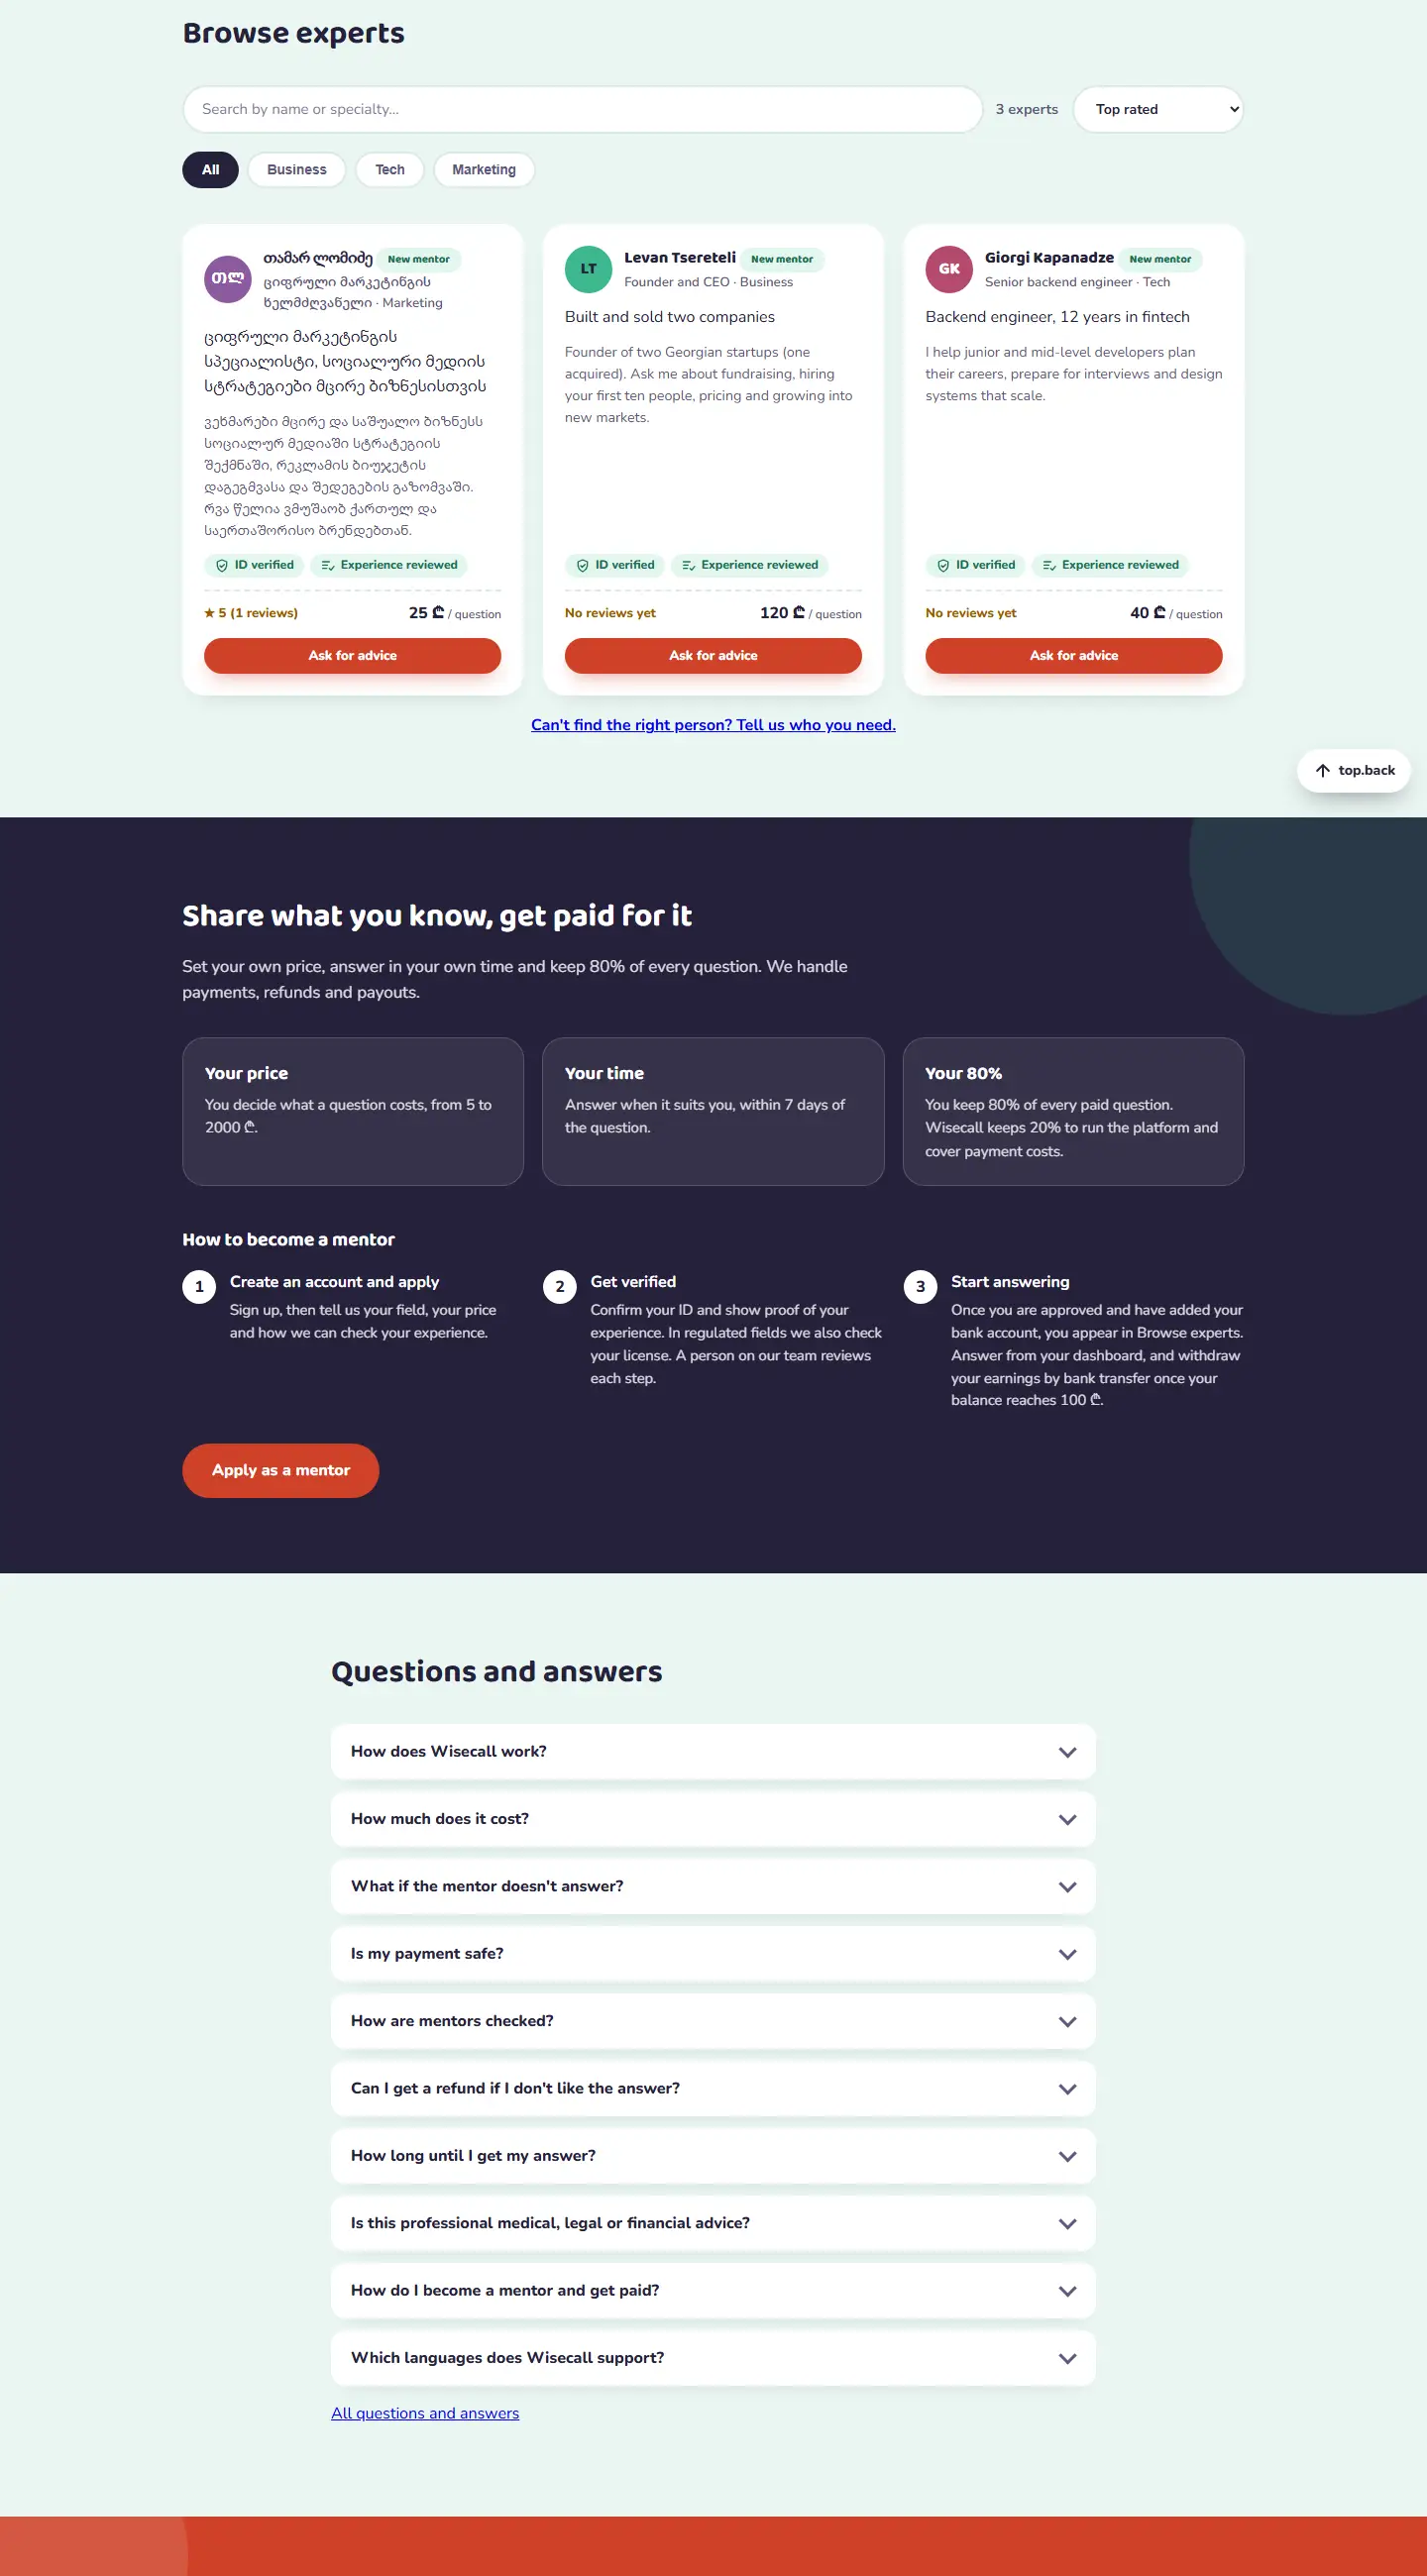 Browse experts
Search by name or specialty...
3 experts
Top rated
All
Business
Tech
Marketing
თლ
თამარ ლომიძე
New mentor
ციფრული მარკეტინგის
ხელმძღვანელი · Marketing
ციფრული მარკეტინგის
სპეციალისტი, სოციალური მედიის
სტრატეგიები მცირე ბიზნესისთვის
ვეხმარები მცირე და საშუალო ბიზნესს
სოციალურ მედიაში სტრატეგიის
შექმნაში, რეკლამის ბიუჯეტის
დაგეგმვასა და შედეგების გაზომვაში.
რვა წელია ვმუშაობ ქართულ და
საერთაშორისო ბრენდებთან.
ID verified
Experience reviewed
★ 5 (1 reviews)
25 ₾ / question
Ask for advice
LT
Levan Tsereteli
New mentor
Founder and CEO · Business
Built and sold two companies
Founder of two Georgian startups (one
acquired). Ask me about fundraising, hiring
your first ten people, pricing and growing into
new markets.
ID verified
Experience reviewed
No reviews yet
120 ₾ / question
Ask for advice
GK
Giorgi Kapanadze
New mentor
Senior backend engineer · Tech
Backend engineer, 12 years in fintech
I help junior and mid-level developers plan
their careers, prepare for interviews and design
systems that scale.
ID verified
Experience reviewed
No reviews yet
40 ₾ / question
Ask for advice
Can't find the right person? Tell us who you need.
top.back
Share what you know, get paid for it
Set your own price, answer in your own time and keep 80% of every question. We handle
payments, refunds and payouts.
Your price
You decide what a question costs, from 5 to
2000 ₾.
Your time
Answer when it suits you, within 7 days of
the question.
Your 80%
You keep 80% of every paid question.
Wisecall keeps 20% to run the platform and
cover payment costs.
How to become a mentor
1
Create an account and apply
Sign up, then tell us your field, your price
and how we can check your experience.
2
Get verified
Confirm your ID and show proof of your
experience. In regulated fields we also check
your license. A person on our team reviews
each step.
3
Start answering
Once you are approved and have added your
bank account, you appear in Browse experts.
Answer from your dashboard, and withdraw
your earnings by bank transfer once your
balance reaches 100 ₾.
Apply as a mentor
Questions and answers
How does Wisecall work?
How much does it cost?
What if the mentor doesn't answer?
Is my payment safe?
How are mentors checked?
Can I get a refund if I don't like the answer?
How long until I get my answer?
Is this professional medical, legal or financial advice?
How do I become a mentor and get paid?
Which languages does Wisecall support?
All questions and answers